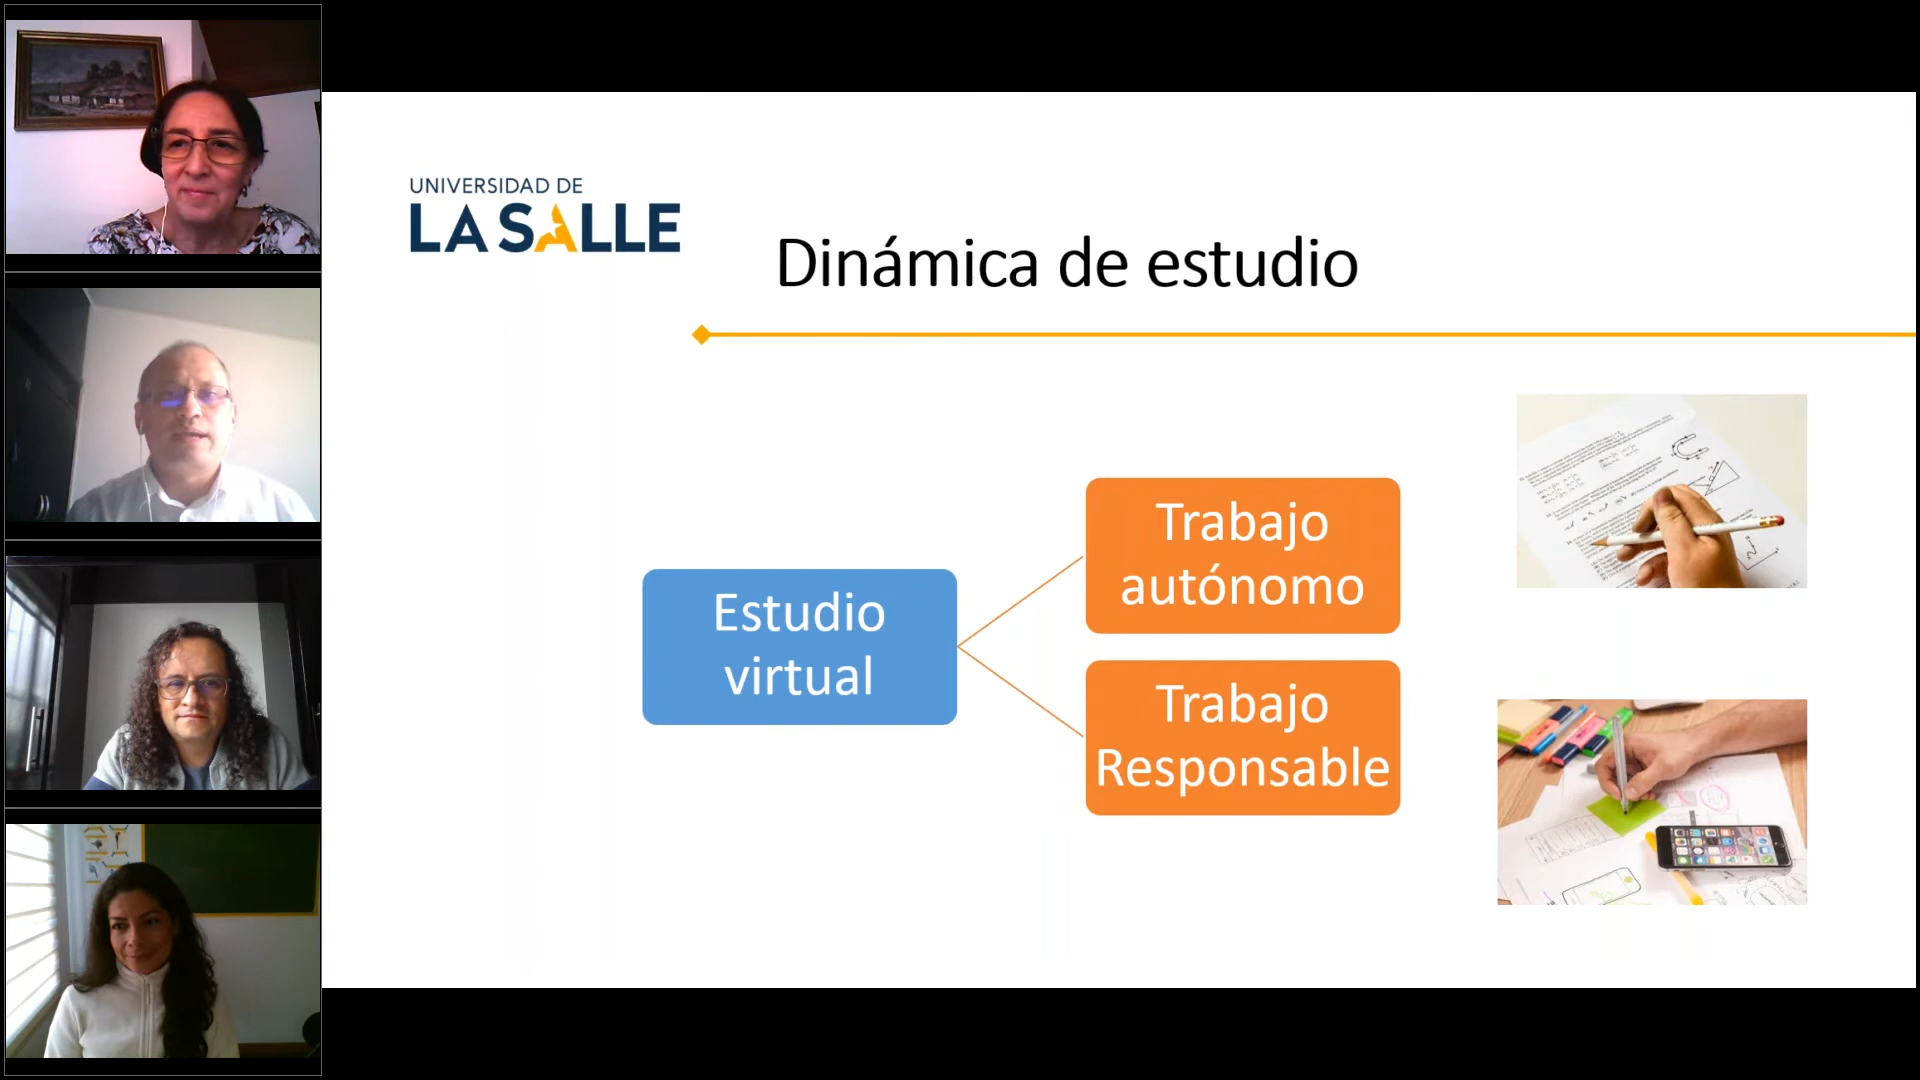 UNIVERSIDAD DE
LA SALLE
Dinámica de estudio
Estudio
virtual
Trabajo
autónomo
Trabajo
Responsable